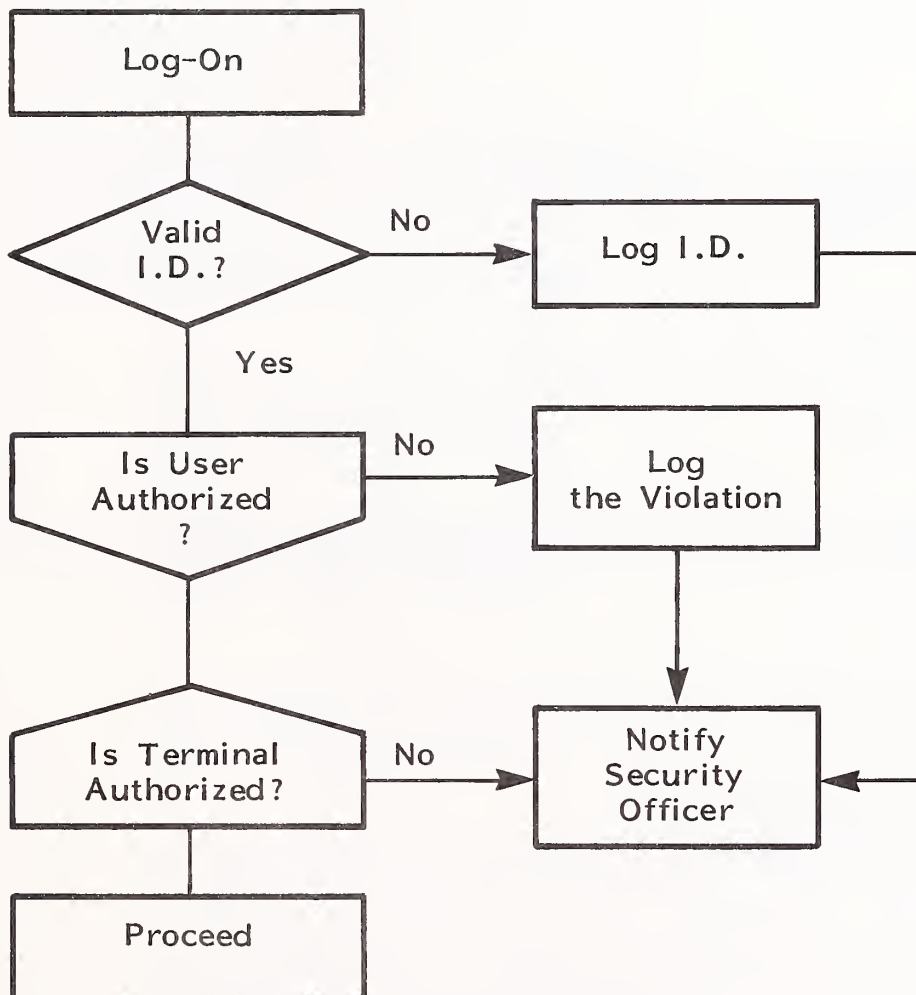 Log-On
Valid
I.D.?
No
Log I.D.
Yes
Is User
Authorized
?
No
Log
the Violation
Is Terminal
Authorized?
No
Notify
Security
Officer
Proceed